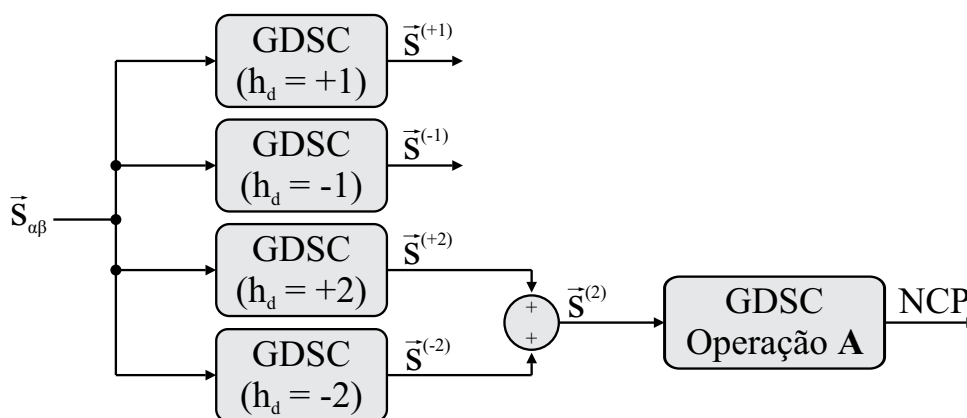 GDSC
(h_d = +1)
s⃗^(+1)
GDSC
(h_d = -1)
s⃗^(-1)
s⃗_αβ
GDSC
(h_d = +2)
s⃗^(+2)
GDSC
(h_d = -2)
s⃗^(-2)
+
+
s⃗^(2)
GDSC
Operação A
NCP